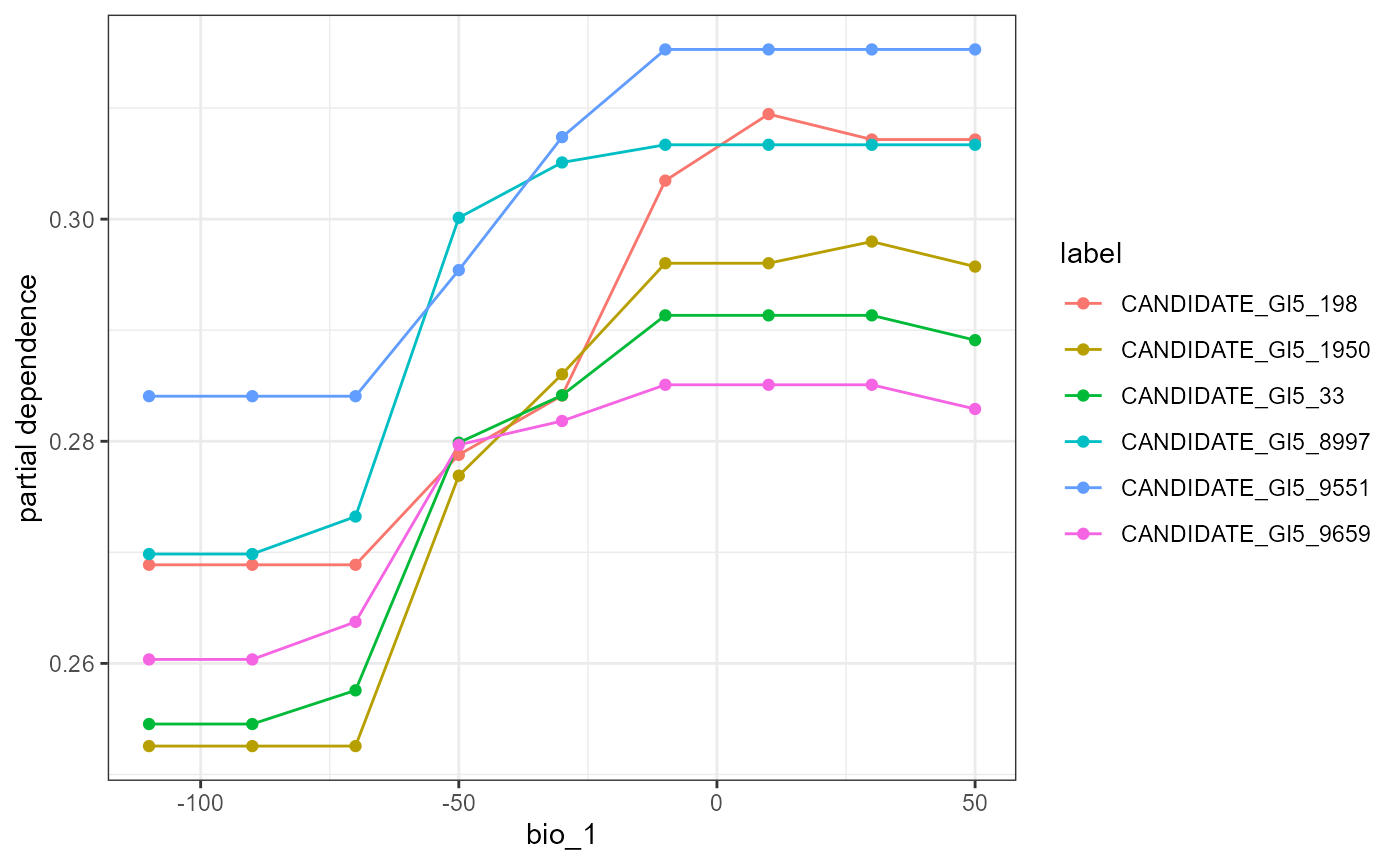 partial dependence
0.30
0.28
0.26
-100
-50
0
50
bio_1
label
CANDIDATE_GI5_198
CANDIDATE_GI5_1950
CANDIDATE_GI5_33
CANDIDATE_GI5_8997
CANDIDATE_GI5_9551
CANDIDATE_GI5_9659